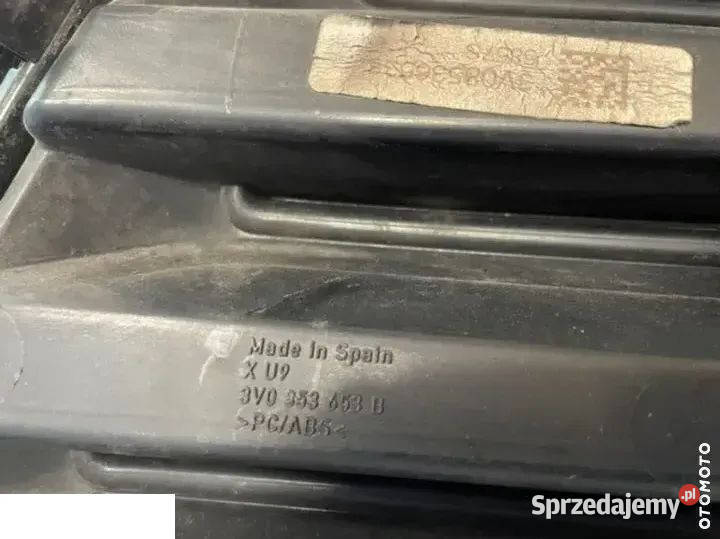 Made In Spain
X U9
3V0 853 653 B
>PC/ABS<
Sprzedajemy.pl
OTOMOTO